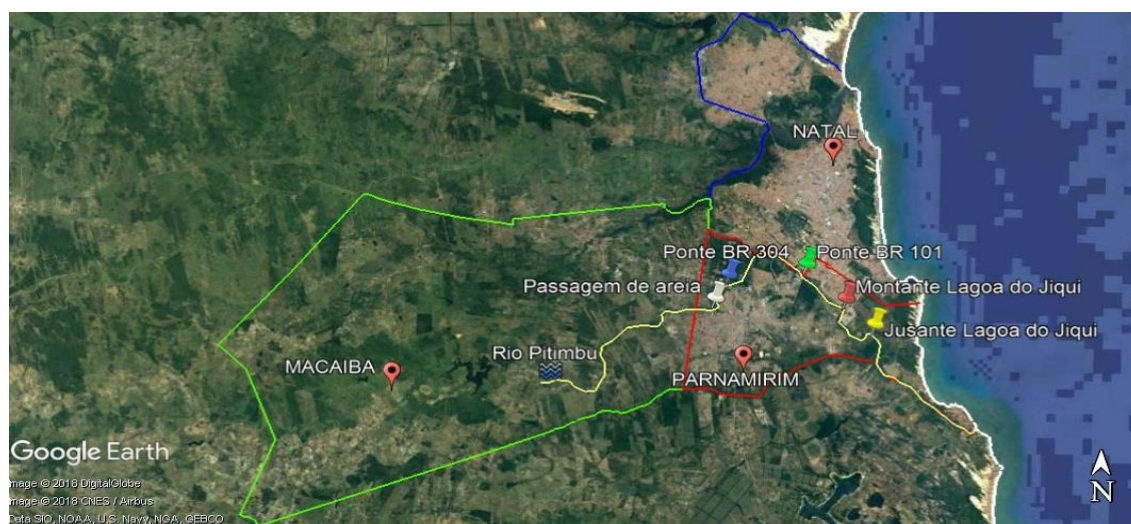 NATAL
Ponte BR 304
Ponte BR 101
Passagem de areia
Montante Lagoa do Jiqui
Jusante Lagoa do Jiqui
Rio Pitimbu
MACAIBA
PARNAMIRIM
Google Earth
Image © 2018 DigitalGlobe
Image © 2018 CNES / Airbus
Data SIO, NOAA, U.S. Navy, NGA, GEBCO
N